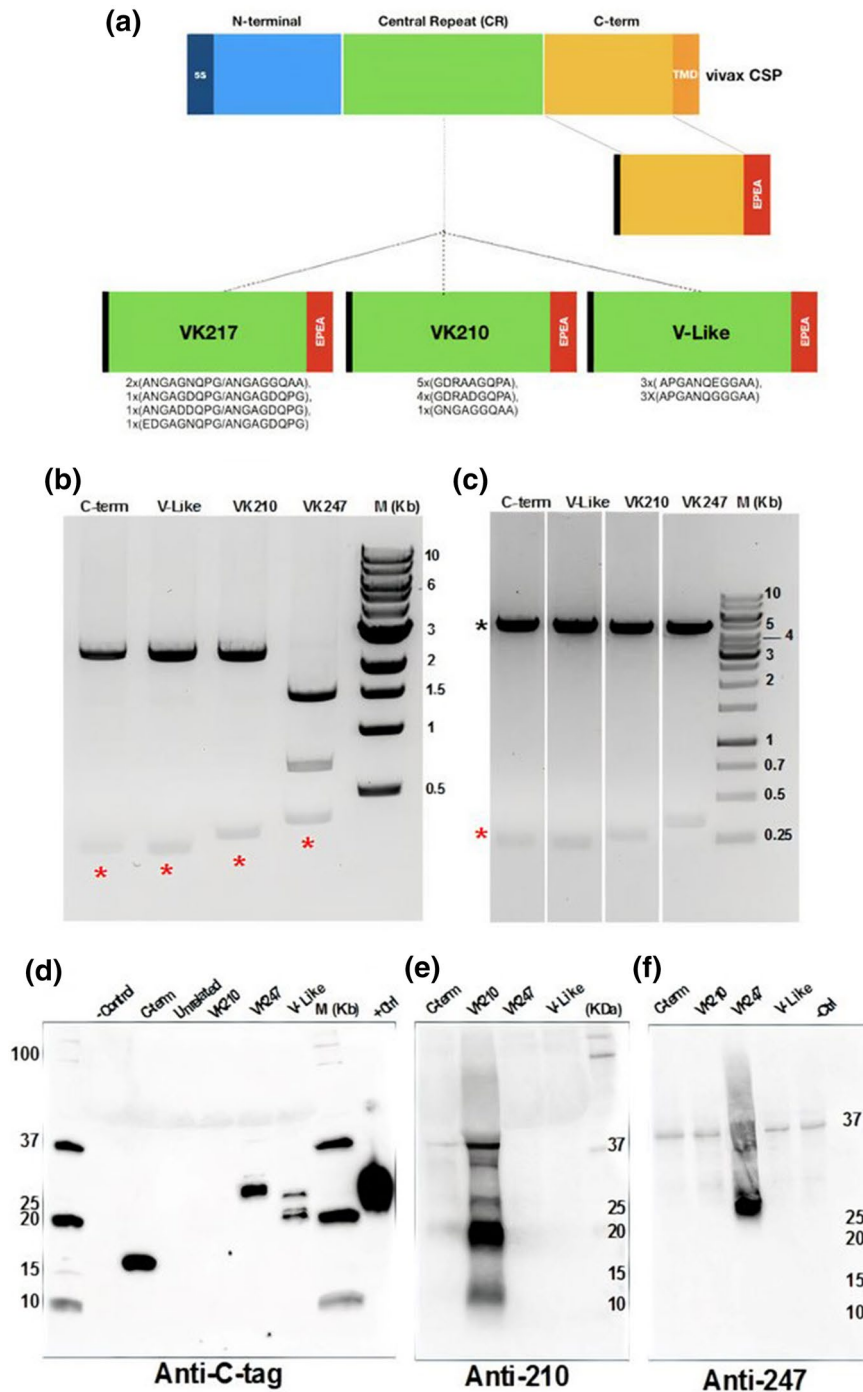 (a)
N-terminal Central Repeat (CR) C-term
SS TMD vivax CSP
EPEA
VK217 EPEA VK210 EPEA V-Like EPEA
2x(ANGAGNQPG/ANGAGGQAA), 5x(GDRAAGQPA), 3x( APGANQEGGAA),
1x(ANGAGDQPG/ANGAGDQPG), 4x(GDRADGQPA), 3X(APGANQGGGAA)
1x(ANGADDQPG/ANGAGDQPG) 1x(GNGAGGQAA)
1x(EDGAGNQPG/ANGAGDQPG)
(b)
C-term V-Like VK210 VK247 M (Kb)
10
6
3
2
1.5
1
0.5
* * * *
(c)
C-term V-Like VK210 VK247 M (Kb)
10
* 5
4
3
2
1
0.7
0.5
* 0.25
(d)
-Control C-term Unrelated VK210 VK247 V-Like M (Kb) +Ctrl
100
37
25
20
15
10
Anti-C-tag
(e)
C-term VK210 VK247 V-Like (KDa)
37
25
20
15
10
Anti-210
(f)
C-term VK210 VK247 V-Like -Ctrl
37
25
20
15
10
Anti-247